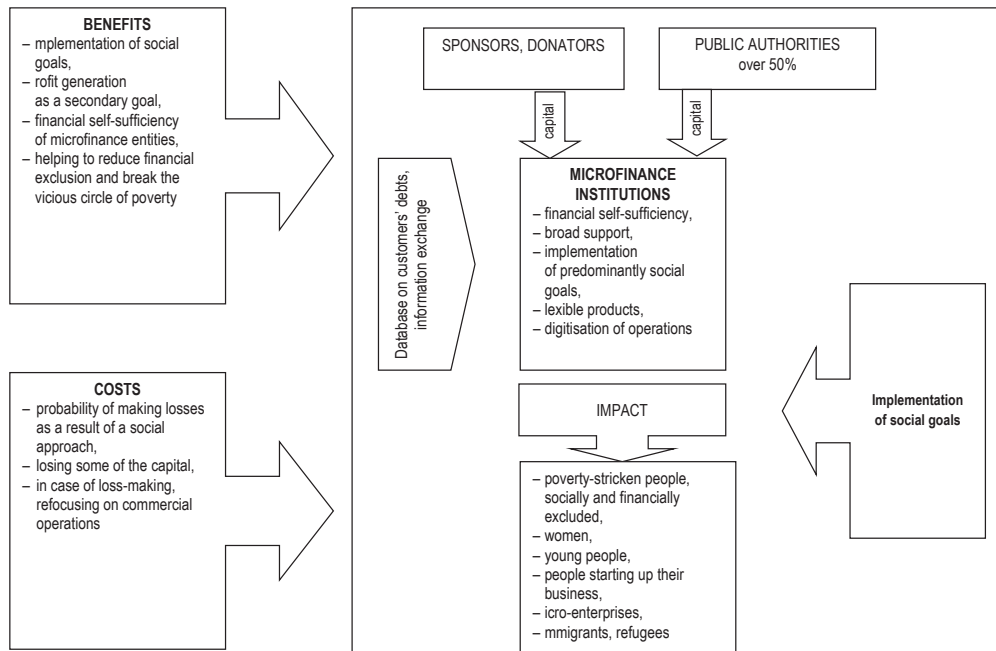 BENEFITS
– mplementation of social
goals,
– rofit generation
as a secondary goal,
– financial self-sufficiency
of microfinance entities,
– helping to reduce financial
exclusion and break the
vicious circle of poverty
COSTS
– probability of making losses
as a result of a social
approach,
– losing some of the capital,
– in case of loss-making,
refocusing on commercial
operations
SPONSORS, DONATORS
PUBLIC AUTHORITIES
over 50%
capital
capital
Database on customers’ debts,
information exchange
MICROFINANCE
INSTITUTIONS
– financial self-sufficiency,
– broad support,
– implementation
of predominantly social
goals,
– lexible products,
– digitisation of operations
IMPACT
– poverty-stricken people,
socially and financially
excluded,
– women,
– young people,
– people starting up their
business,
– icro-enterprises,
– mmigrants, refugees
Implementation
of social goals